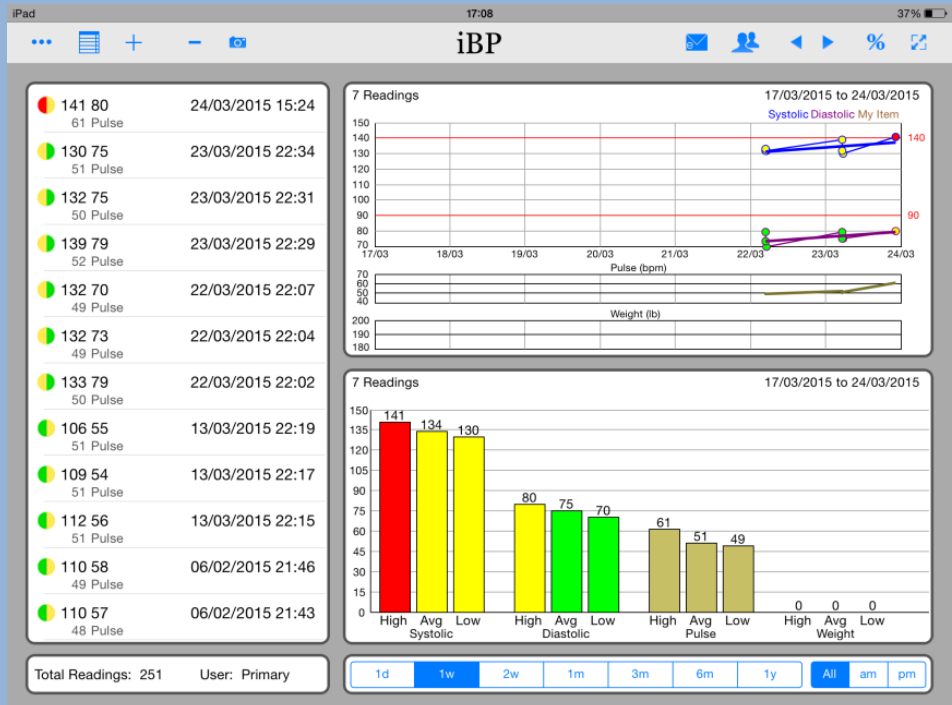 iPad 17:08 37%
iBP
%
141 80 24/03/2015 15:24
61 Pulse
130 75 23/03/2015 22:34
51 Pulse
132 75 23/03/2015 22:31
50 Pulse
139 79 23/03/2015 22:29
52 Pulse
132 70 22/03/2015 22:07
49 Pulse
132 73 22/03/2015 22:04
49 Pulse
133 79 22/03/2015 22:02
50 Pulse
106 55 13/03/2015 22:19
51 Pulse
109 54 13/03/2015 22:17
51 Pulse
112 56 13/03/2015 22:15
51 Pulse
110 58 06/02/2015 21:46
49 Pulse
110 57 06/02/2015 21:43
48 Pulse
Total Readings: 251 User: Primary
7 Readings 17/03/2015 to 24/03/2015
Systolic Diastolic My Item
150
140 140
130
120
110
100
90 90
80
70
17/03 18/03 19/03 20/03 21/03 22/03 23/03 24/03
Pulse (bpm)
70
60
50
40
Weight (lb)
200
190
180
7 Readings 17/03/2015 to 24/03/2015
150
135
120
105
90
75
60
45
30
15
0
141 134 130
80 75 70
61 51 49
0 0 0
High Avg Low High Avg Low High Avg Low High Avg Low
Systolic Diastolic Pulse Weight
1d 1w 2w 1m 3m 6m 1y All am pm